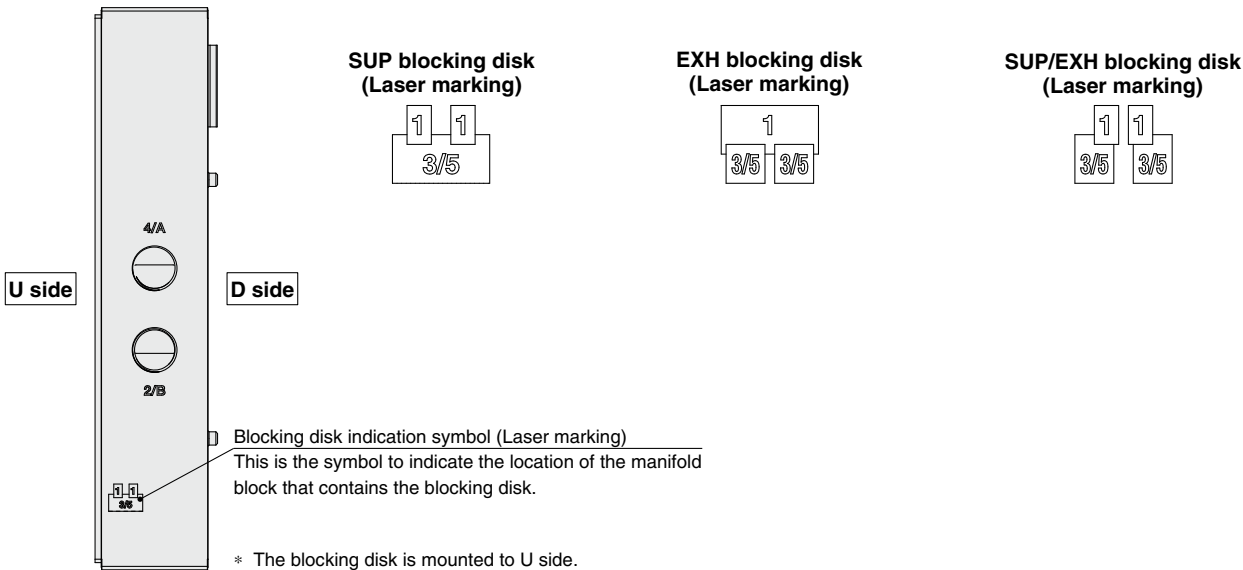 SUP blocking disk
(Laser marking)
1 1
3/5
EXH blocking disk
(Laser marking)
1
3/5 3/5
SUP/EXH blocking disk
(Laser marking)
1 1
3/5 3/5
4/A
U side
D side
2/B
Blocking disk indication symbol (Laser marking)
This is the symbol to indicate the location of the manifold
block that contains the blocking disk.
1 1
3/5
* The blocking disk is mounted to U side.